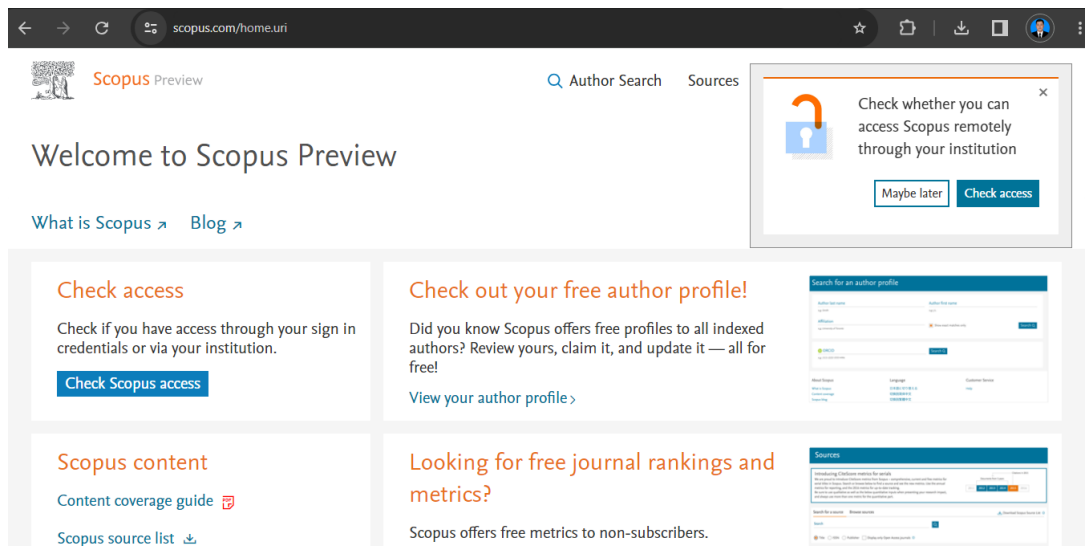 scopus.com/home.uri
Scopus Preview
Author Search Sources
Check whether you can
access Scopus remotely
through your institution
Maybe later Check access
Welcome to Scopus Preview
What is Scopus Blog
Check access
Check if you have access through your sign in
credentials or via your institution.
Check Scopus access
Check out your free author profile!
Did you know Scopus offers free profiles to all indexed
authors? Review yours, claim it, and update it — all for
free!
View your author profile
Search for an author profile
Scopus content
Content coverage guide
Scopus source list
Looking for free journal rankings and
metrics?
Scopus offers free metrics to non-subscribers.
Sources
Introducing CiteScore metrics for serials